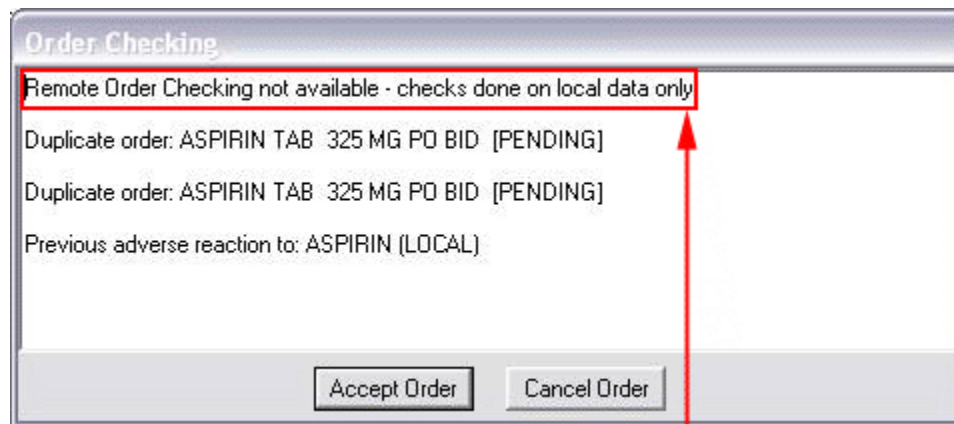 Order Checking
Remote Order Checking not available - checks done on local data only
Duplicate order: ASPIRIN TAB  325 MG PO BID  [PENDING]
Duplicate order: ASPIRIN TAB  325 MG PO BID  [PENDING]
Previous adverse reaction to: ASPIRIN (LOCAL)
Accept Order
Cancel Order